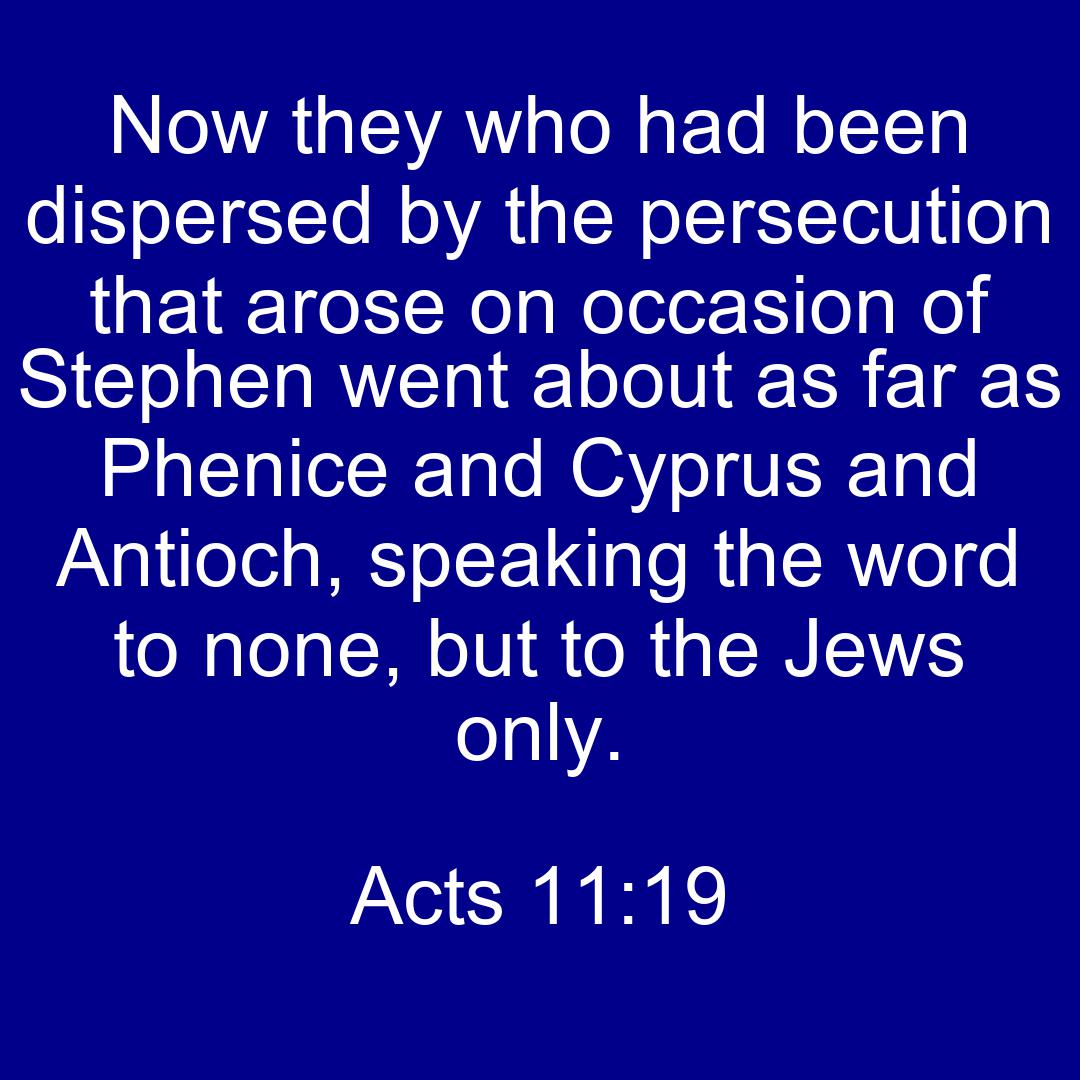 Now they who had been
dispersed by the persecution
that arose on occasion of
Stephen went about as far as
Phenice and Cyprus and
Antioch, speaking the word
to none, but to the Jews
only.
Acts 11:19